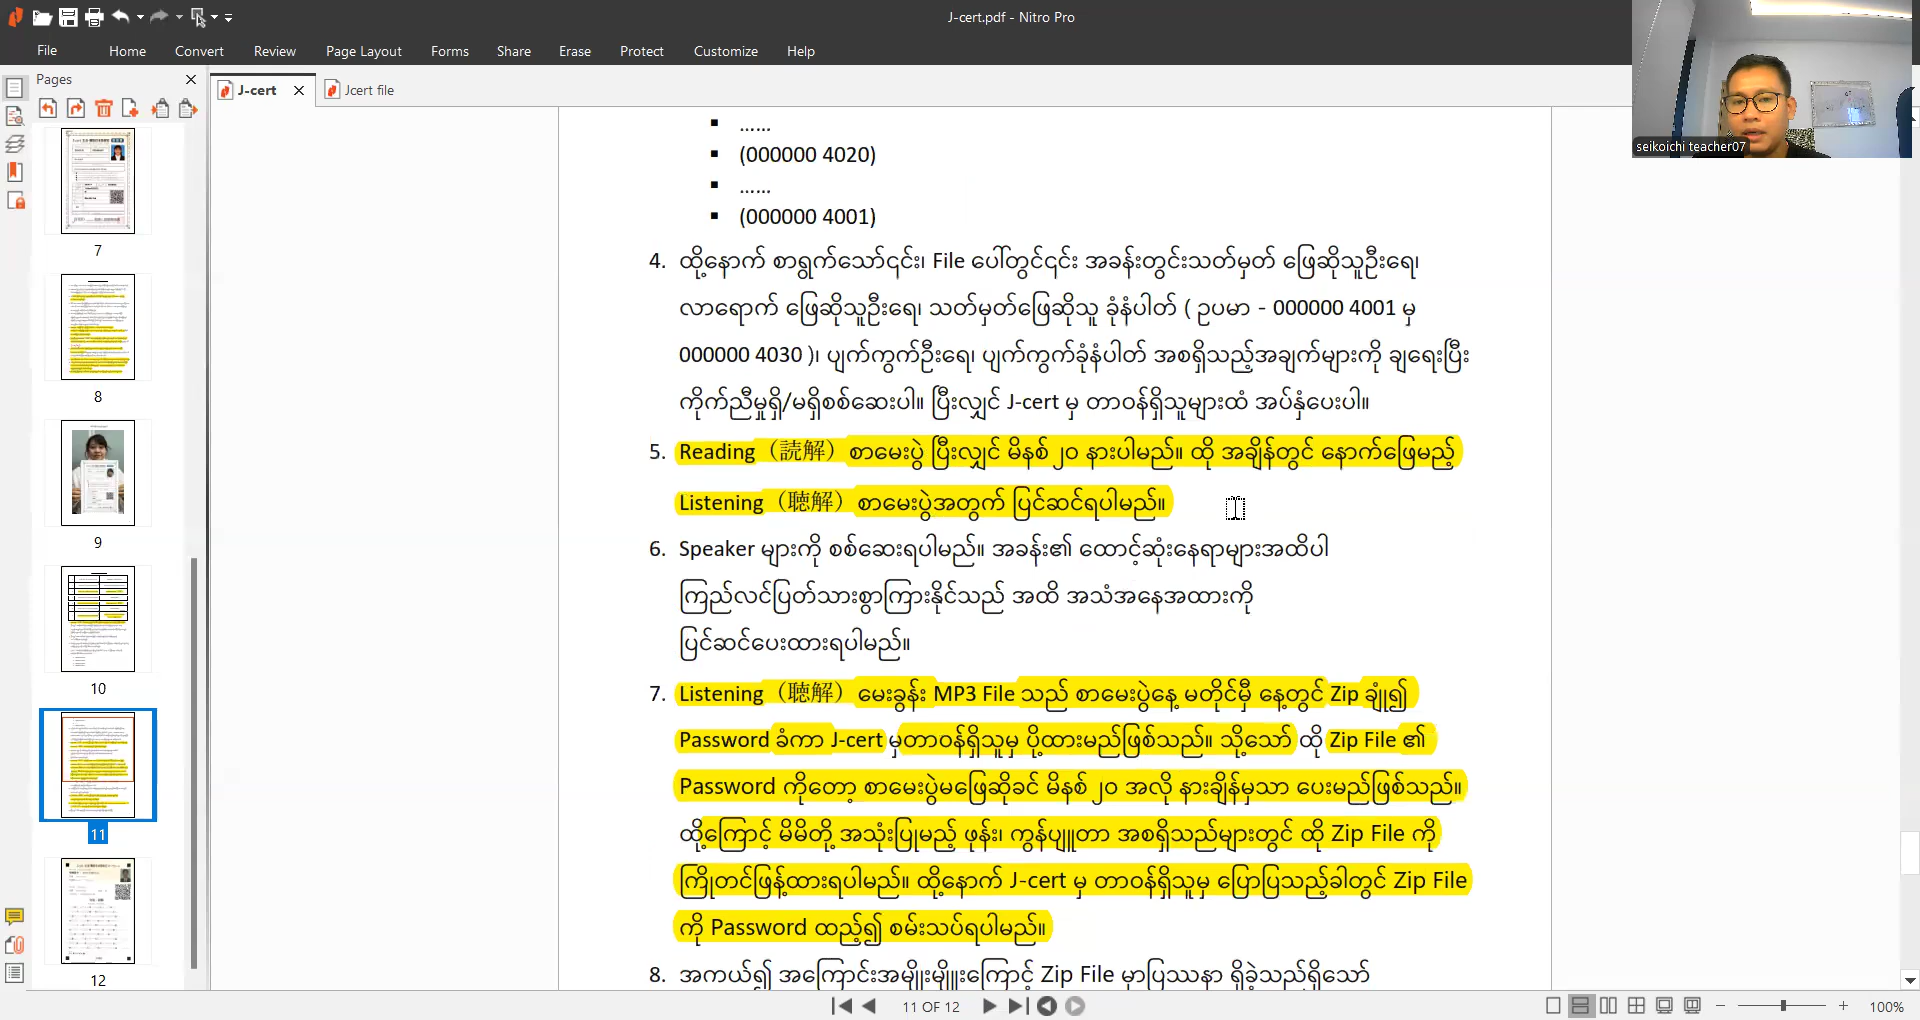 J-cert.pdf - Nitro Pro
File Home Convert Review Page Layout Forms Share Erase Protect Customize Help
Pages
J-cert
Jcert file
seikoichi teacher07
7
8
9
10
11
12
......
(000000 4020)
......
(000000 4001)
4. ထို့နောက် စာရွက်သော်၎င်း၊ File ပေါ်တွင်၎င်း အခန်းတွင်းသတ်မှတ် ဖြေဆိုသူဦးရေ၊
လာရောက် ဖြေဆိုသူဦးရေ၊ သတ်မှတ်ဖြေဆိုသူ ခုံနံပါတ် ( ဥပမာ - 000000 4001 မှ
000000 4030 )၊ ပျက်ကွက်ဦးရေ၊ ပျက်ကွက်ခုံနံပါတ် အစရှိသည့်အချက်များကို ချရေးပြီး
ကိုက်ညီမှုရှိ/မရှိစစ်ဆေးပါ။ ပြီးလျှင် J-cert မှ တာဝန်ရှိသူများထံ အပ်နှံပေးပါ။
5. Reading（読解）စာမေးပွဲ ပြီးလျှင် မိနစ် ၂၀ နားပါမည်။ ထို အချိန်တွင် နောက်ဖြေမည့်
Listening（聴解）စာမေးပွဲအတွက် ပြင်ဆင်ရပါမည်။
6. Speaker များကို စစ်ဆေးရပါမည်။ အခန်း၏ ထောင့်ဆုံးနေရာများအထိပါ
ကြည်လင်ပြတ်သားစွာကြားနိုင်သည် အထိ အသံအနေအထားကို
ပြင်ဆင်ပေးထားရပါမည်။
7. Listening（聴解）မေးခွန်း MP3 File သည် စာမေးပွဲနေ့ မတိုင်မှီ နေ့တွင် Zip ချုံ၍
Password ခံကာ J-cert မှတာဝန်ရှိသူမှ ပို့ထားမည်ဖြစ်သည်။ သို့သော် ထို Zip File ၏
Password ကိုတော့ စာမေးပွဲမဖြေဆိုခင် မိနစ် ၂၀ အလို နားချိန်မှသာ ပေးမည်ဖြစ်သည်။
ထို့ကြောင့် မိမိတို့ အသုံးပြုမည့် ဖုန်း၊ ကွန်ပျူတာ အစရှိသည်များတွင် ထို Zip File ကို
ကြိုတင်ဖြန့်ထားရပါမည်။ ထို့နောက် J-cert မှ တာဝန်ရှိသူမှ ပြောပြသည့်ခါတွင် Zip File
ကို Password ထည့်၍ စမ်းသပ်ရပါမည်။
8. အကယ်၍ အကြောင်းအမျိုးမျိုးကြောင့် Zip File မှာပြဿနာ ရှိခဲ့သည်ရှိသော်
11 OF 12
100%